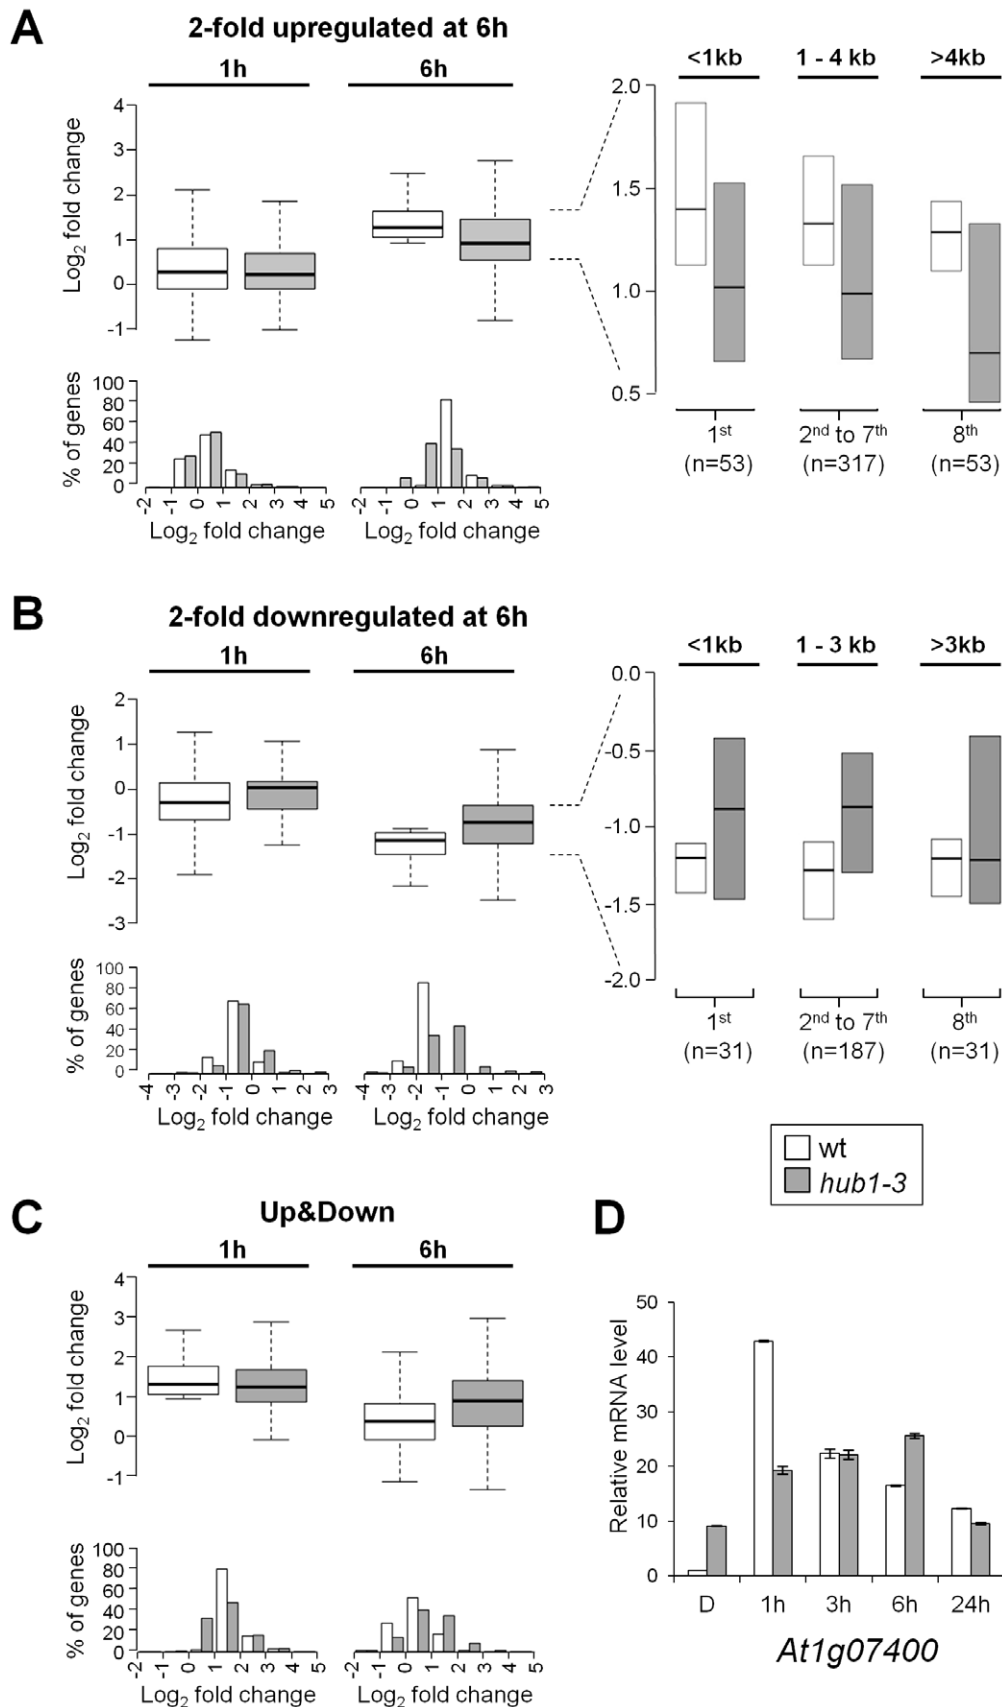 A
2-fold upregulated at 6h
1h 6h
<1kb 1 - 4 kb >4kb
Log2 fold change
4
3
2
1
0
-1
2.0
1.5
1.0
0.5
1st 2nd to 7th 8th
(n=53) (n=317) (n=53)
% of genes
100
80
60
40
20
0
-2 -1 0 1 2 3 4 5
-2 -1 0 1 2 3 4 5
Log2 fold change Log2 fold change
B
2-fold downregulated at 6h
1h 6h
<1kb 1 - 3 kb >3kb
Log2 fold change
2
1
0
-1
-2
-3
0.0
-0.5
-1.0
-1.5
-2.0
1st 2nd to 7th 8th
(n=31) (n=187) (n=31)
% of genes
100
80
60
40
20
0
-4 -3 -2 -1 0 1 2 3
-4 -3 -2 -1 0 1 2 3
Log2 fold change Log2 fold change
wt
hub1-3
C
Up&Down
1h 6h
Log2 fold change
4
3
2
1
0
-1
% of genes
100
80
60
40
20
0
-2 -1 0 1 2 3 4 5
-2 -1 0 1 2 3 4 5
Log2 fold change Log2 fold change
D
Relative mRNA level
50
40
30
20
10
0
D 1h 3h 6h 24h
At1g07400